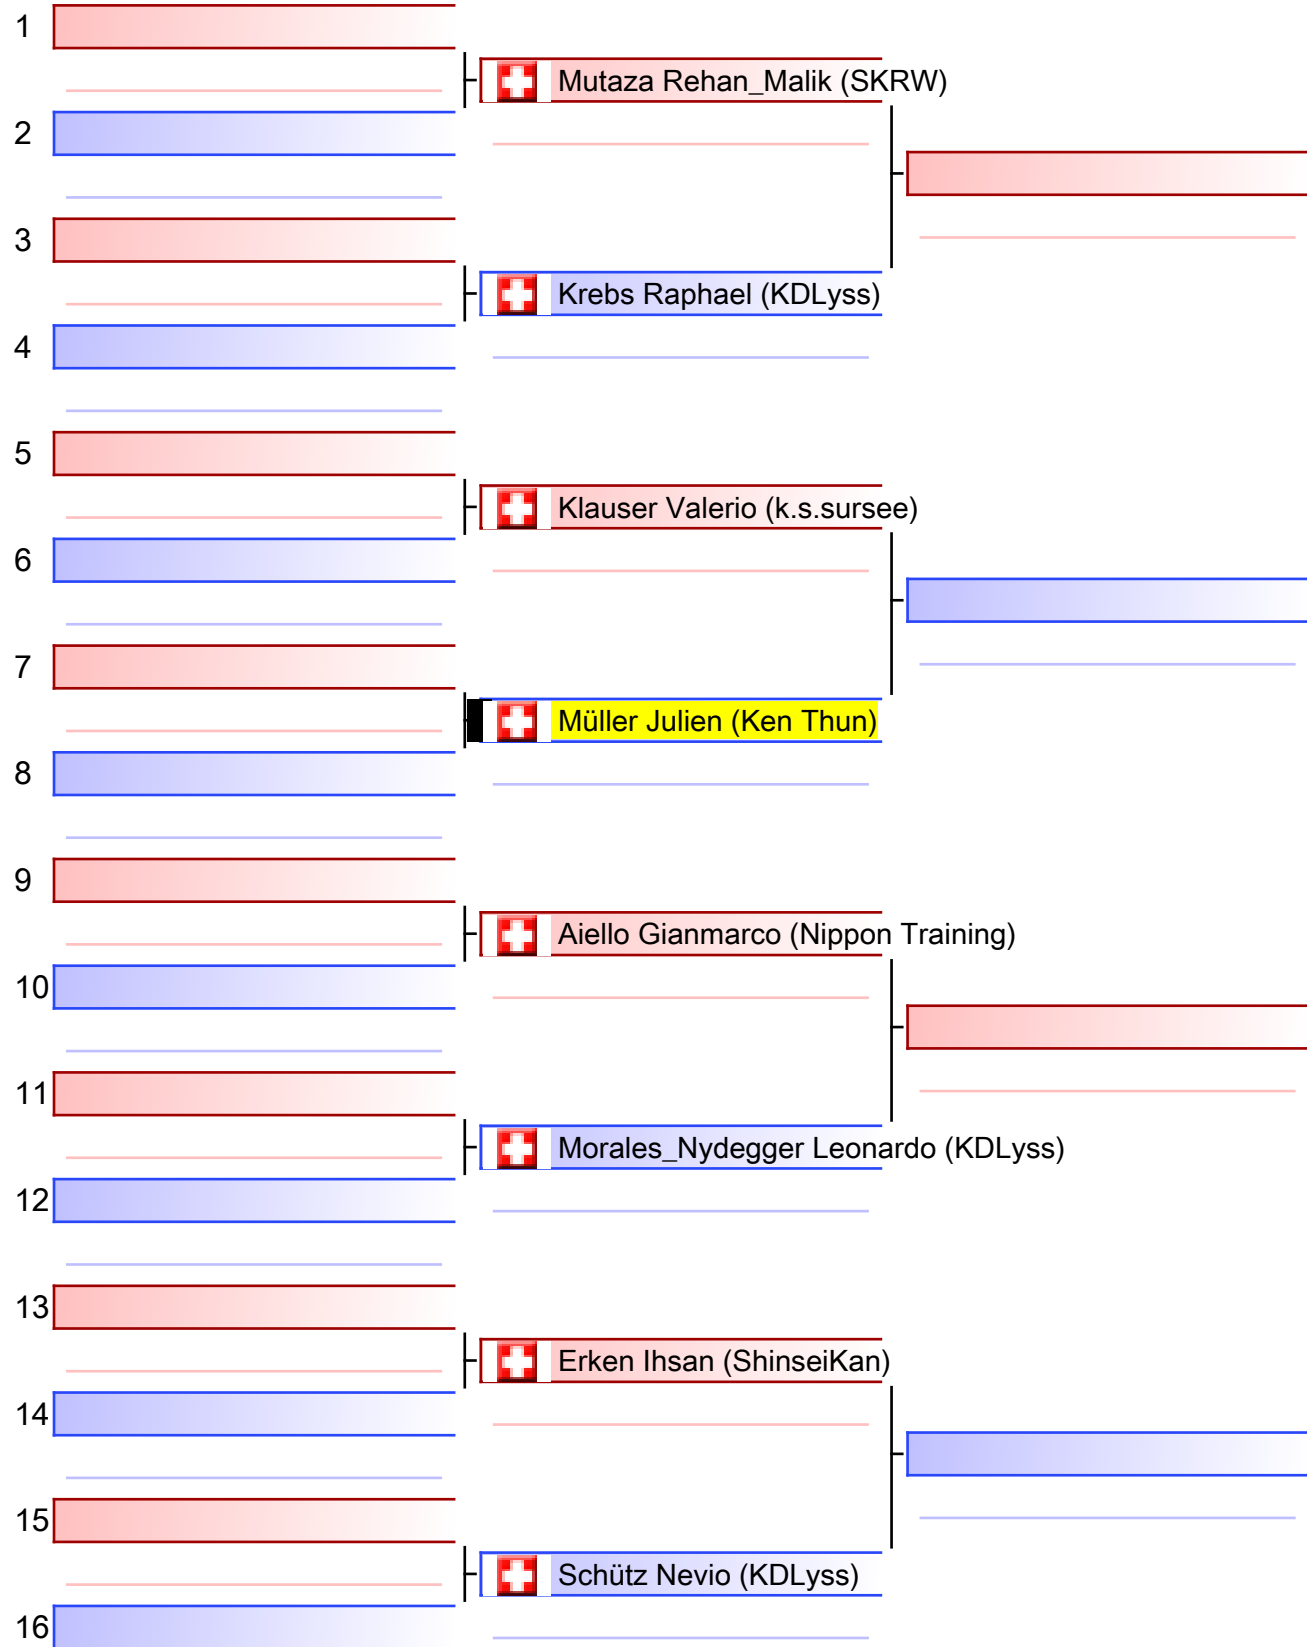 1
Mutaza Rehan_Malik (SKRW)
2
3
Krebs Raphael (KDLyss)
4
5
Klauser Valerio (k.s.sursee)
6
7
Müller Julien (Ken Thun)
8
9
Aiello Gianmarco (Nippon Training)
10
11
Morales_Nydegger Leonardo (KDLyss)
12
13
Erken Ihsan (ShinseiKan)
14
15
Schütz Nevio (KDLyss)
16